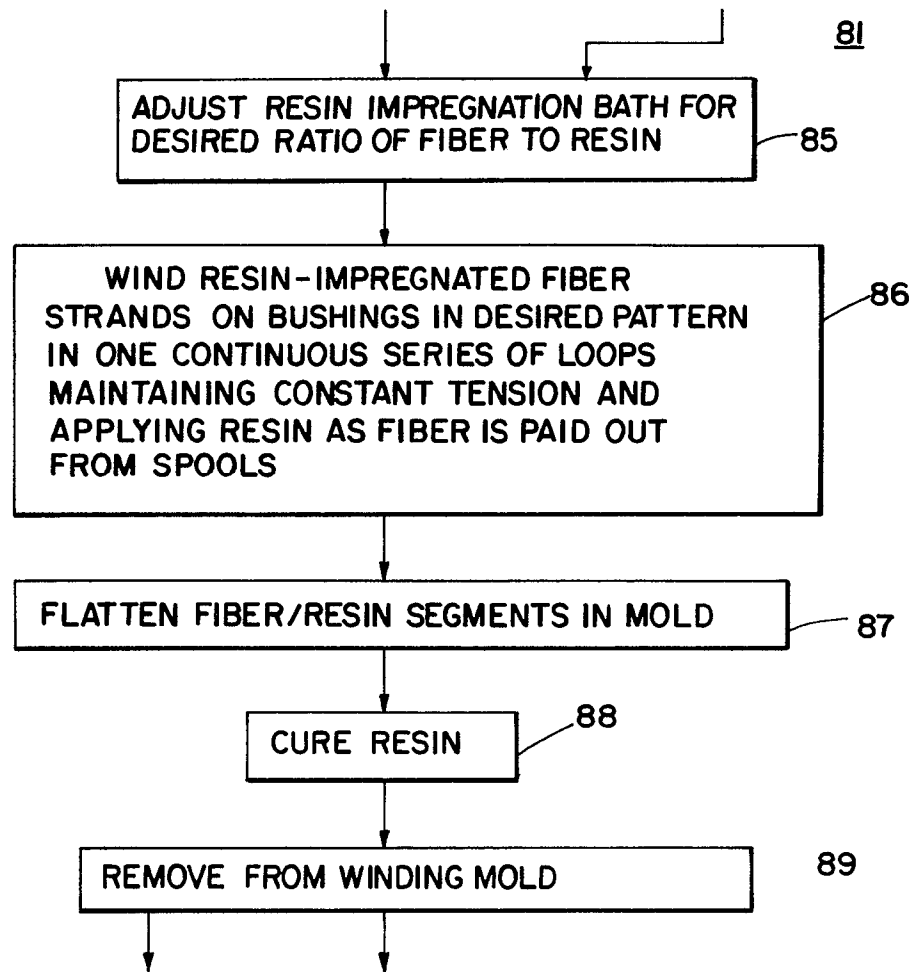 81
ADJUST RESIN IMPREGNATION BATH FOR
DESIRED RATIO OF FIBER TO RESIN
85
WIND RESIN-IMPREGNATED FIBER
STRANDS ON BUSHINGS IN DESIRED PATTERN
IN ONE CONTINUOUS SERIES OF LOOPS
MAINTAINING CONSTANT TENSION AND
APPLYING RESIN AS FIBER IS PAID OUT
FROM SPOOLS
86
FLATTEN FIBER/RESIN SEGMENTS IN MOLD
87
CURE RESIN
88
REMOVE FROM WINDING MOLD
89